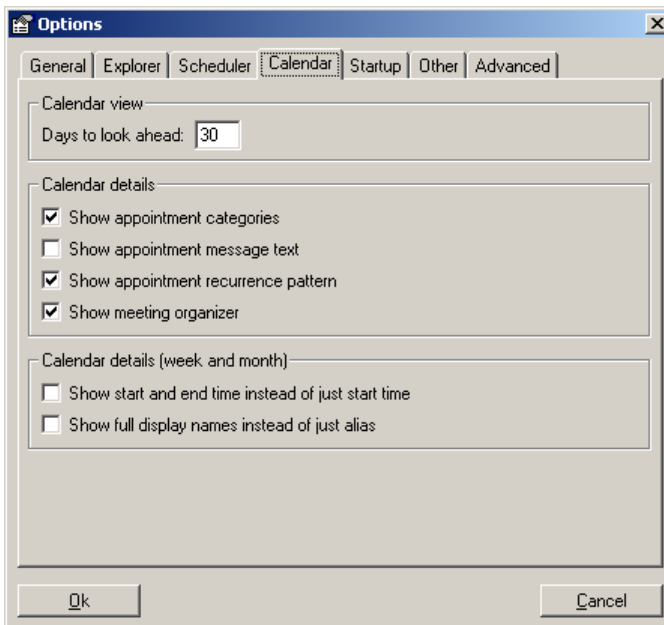 Options
General Explorer Scheduler Calendar Startup Other Advanced
Calendar view
Days to look ahead: 30
Calendar details
Show appointment categories
Show appointment message text
Show appointment recurrence pattern
Show meeting organizer
Calendar details (week and month)
Show start and end time instead of just start time
Show full display names instead of just alias
Ok Cancel